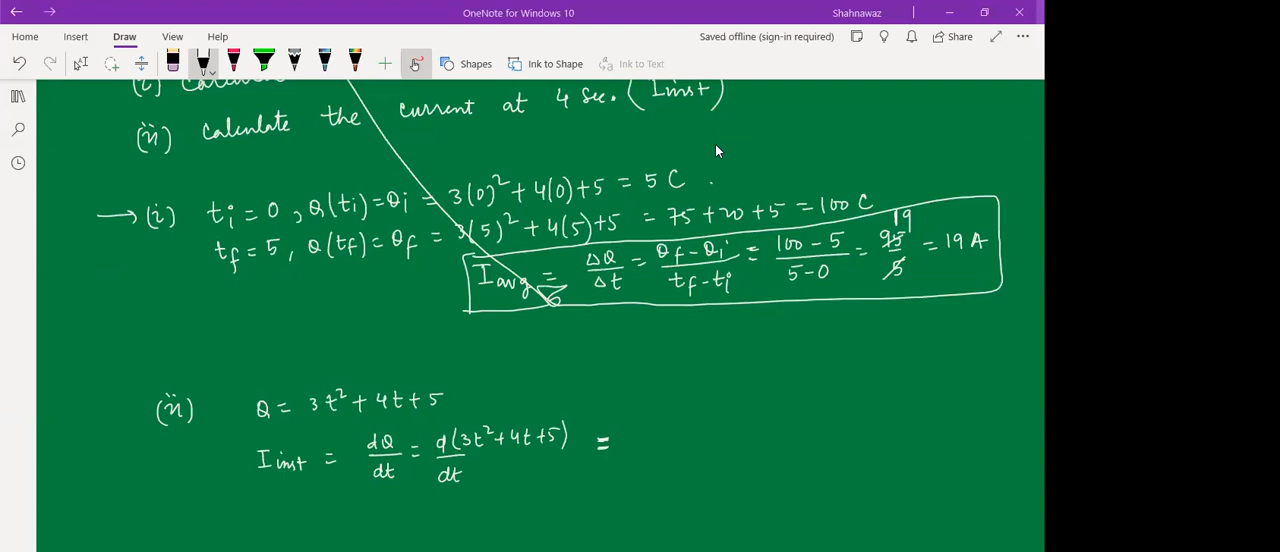 OneNote for Windows 10
Shahnawaz
Home Insert Draw View Help
Saved offline (sign-in required)
Share
Shapes
Ink to Shape
Ink to Text
(i)
(ii) Calculate the current at 4 sec. (Iinst)
→ (i) ti = 0, Q(ti) = Qi = 3(0)² + 4(0) + 5 = 5 C
tf = 5, Q(tf) = Qf = 3(5)² + 4(5) + 5 = 75 + 20 + 5 = 100 C
Iavg = ΔQ/Δt = Qf - Qi/tf - ti = 100 - 5/5 - 0 = 95/5 19 = 19 A
(ii) Q = 3t² + 4t + 5
Iinst = dQ/dt = d(3t² + 4t + 5)/dt =